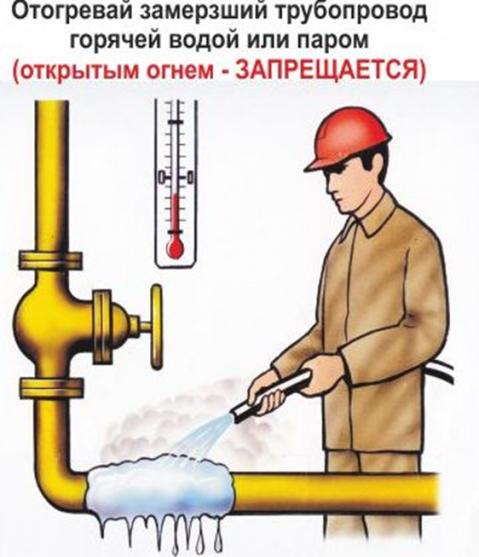 Отогревай замерзший трубопровод
горячей водой или паром
(открытым огнем - ЗАПРЕЩАЕТСЯ)